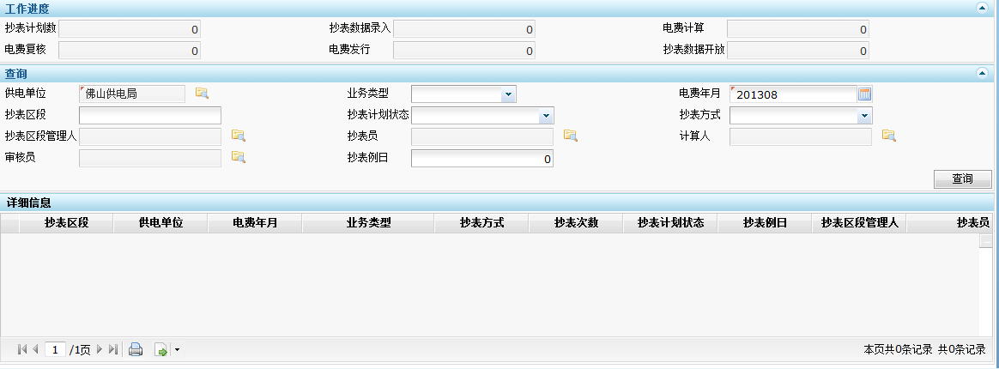 工作进度
抄表计划数 0 抄表数据录入 0 电费计算 0
电费复核 0 电费发行 0 抄表数据开放 0
查询
供电单位 佛山供电局 业务类型 电费年月 201308
抄表区段 抄表计划状态 抄表方式
抄表区段管理人 抄表员 计算人
审核员 抄表例日 0
查询
详细信息
抄表区段 供电单位 电费年月 业务类型 抄表方式 抄表次数 抄表计划状态 抄表例日 抄表区段管理人 抄表员
1 /1页 本页共0条记录 共0条记录